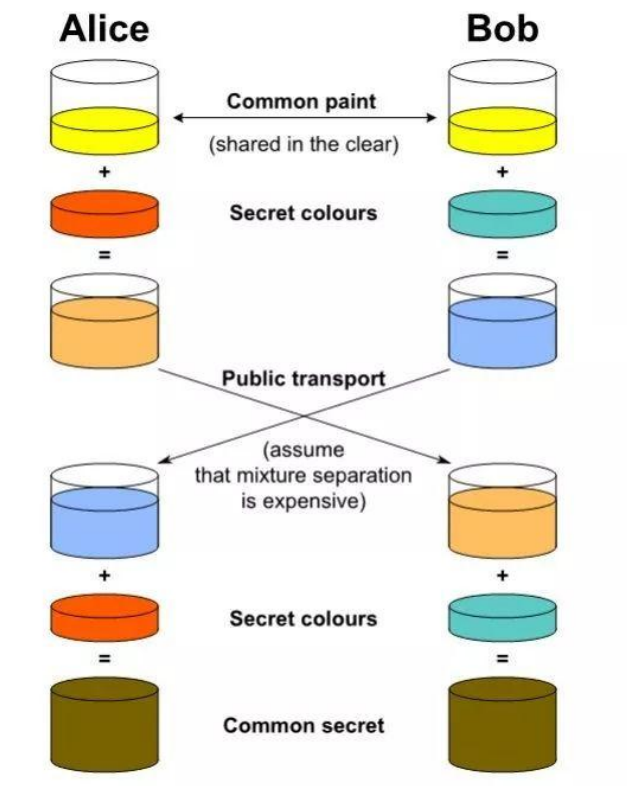 Alice
Bob
Common paint
(shared in the clear)
+
+
Secret colours
=
=
Public transport
(assume
that mixture separation
is expensive)
+
+
Secret colours
=
=
Common secret